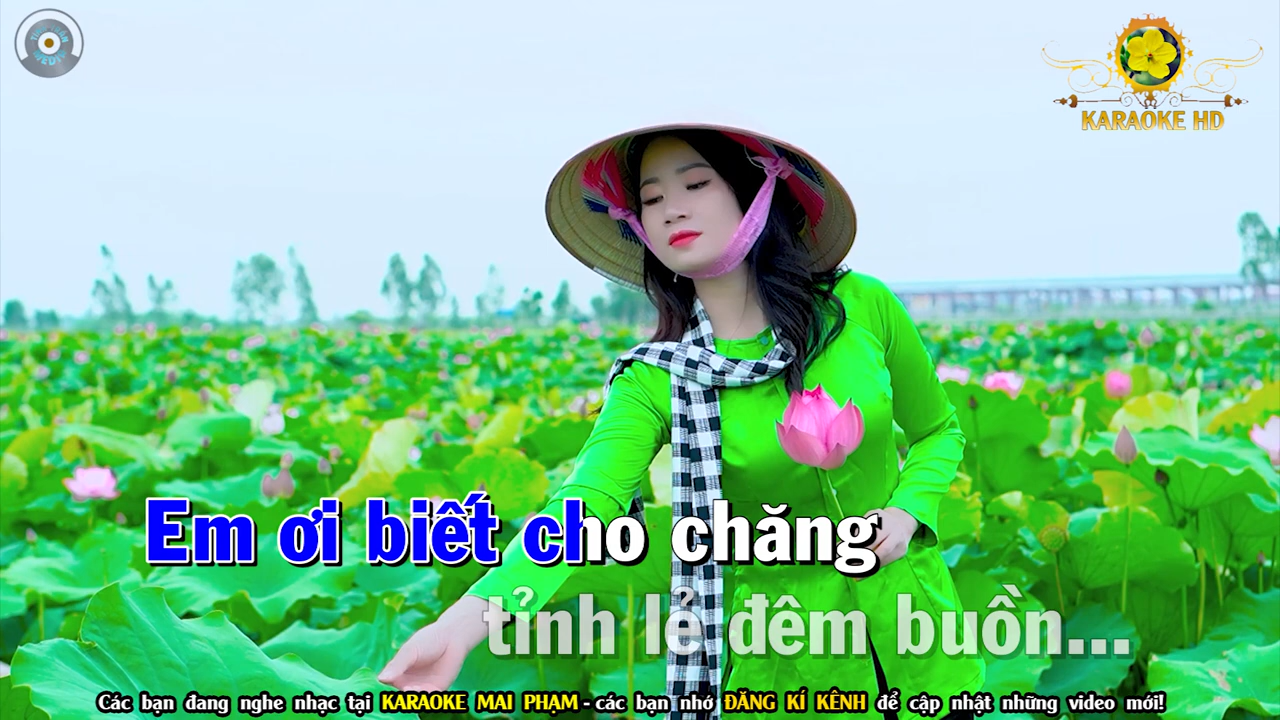 KARAOKE HD
Em ơi biết cho chăng
tỉnh lẻ đêm buồn...
Các bạn đang nghe nhạc tại KARAOKE MAI PHẠM - các bạn nhớ ĐĂNG KÍ KÊNH để cập nhật những video mới!